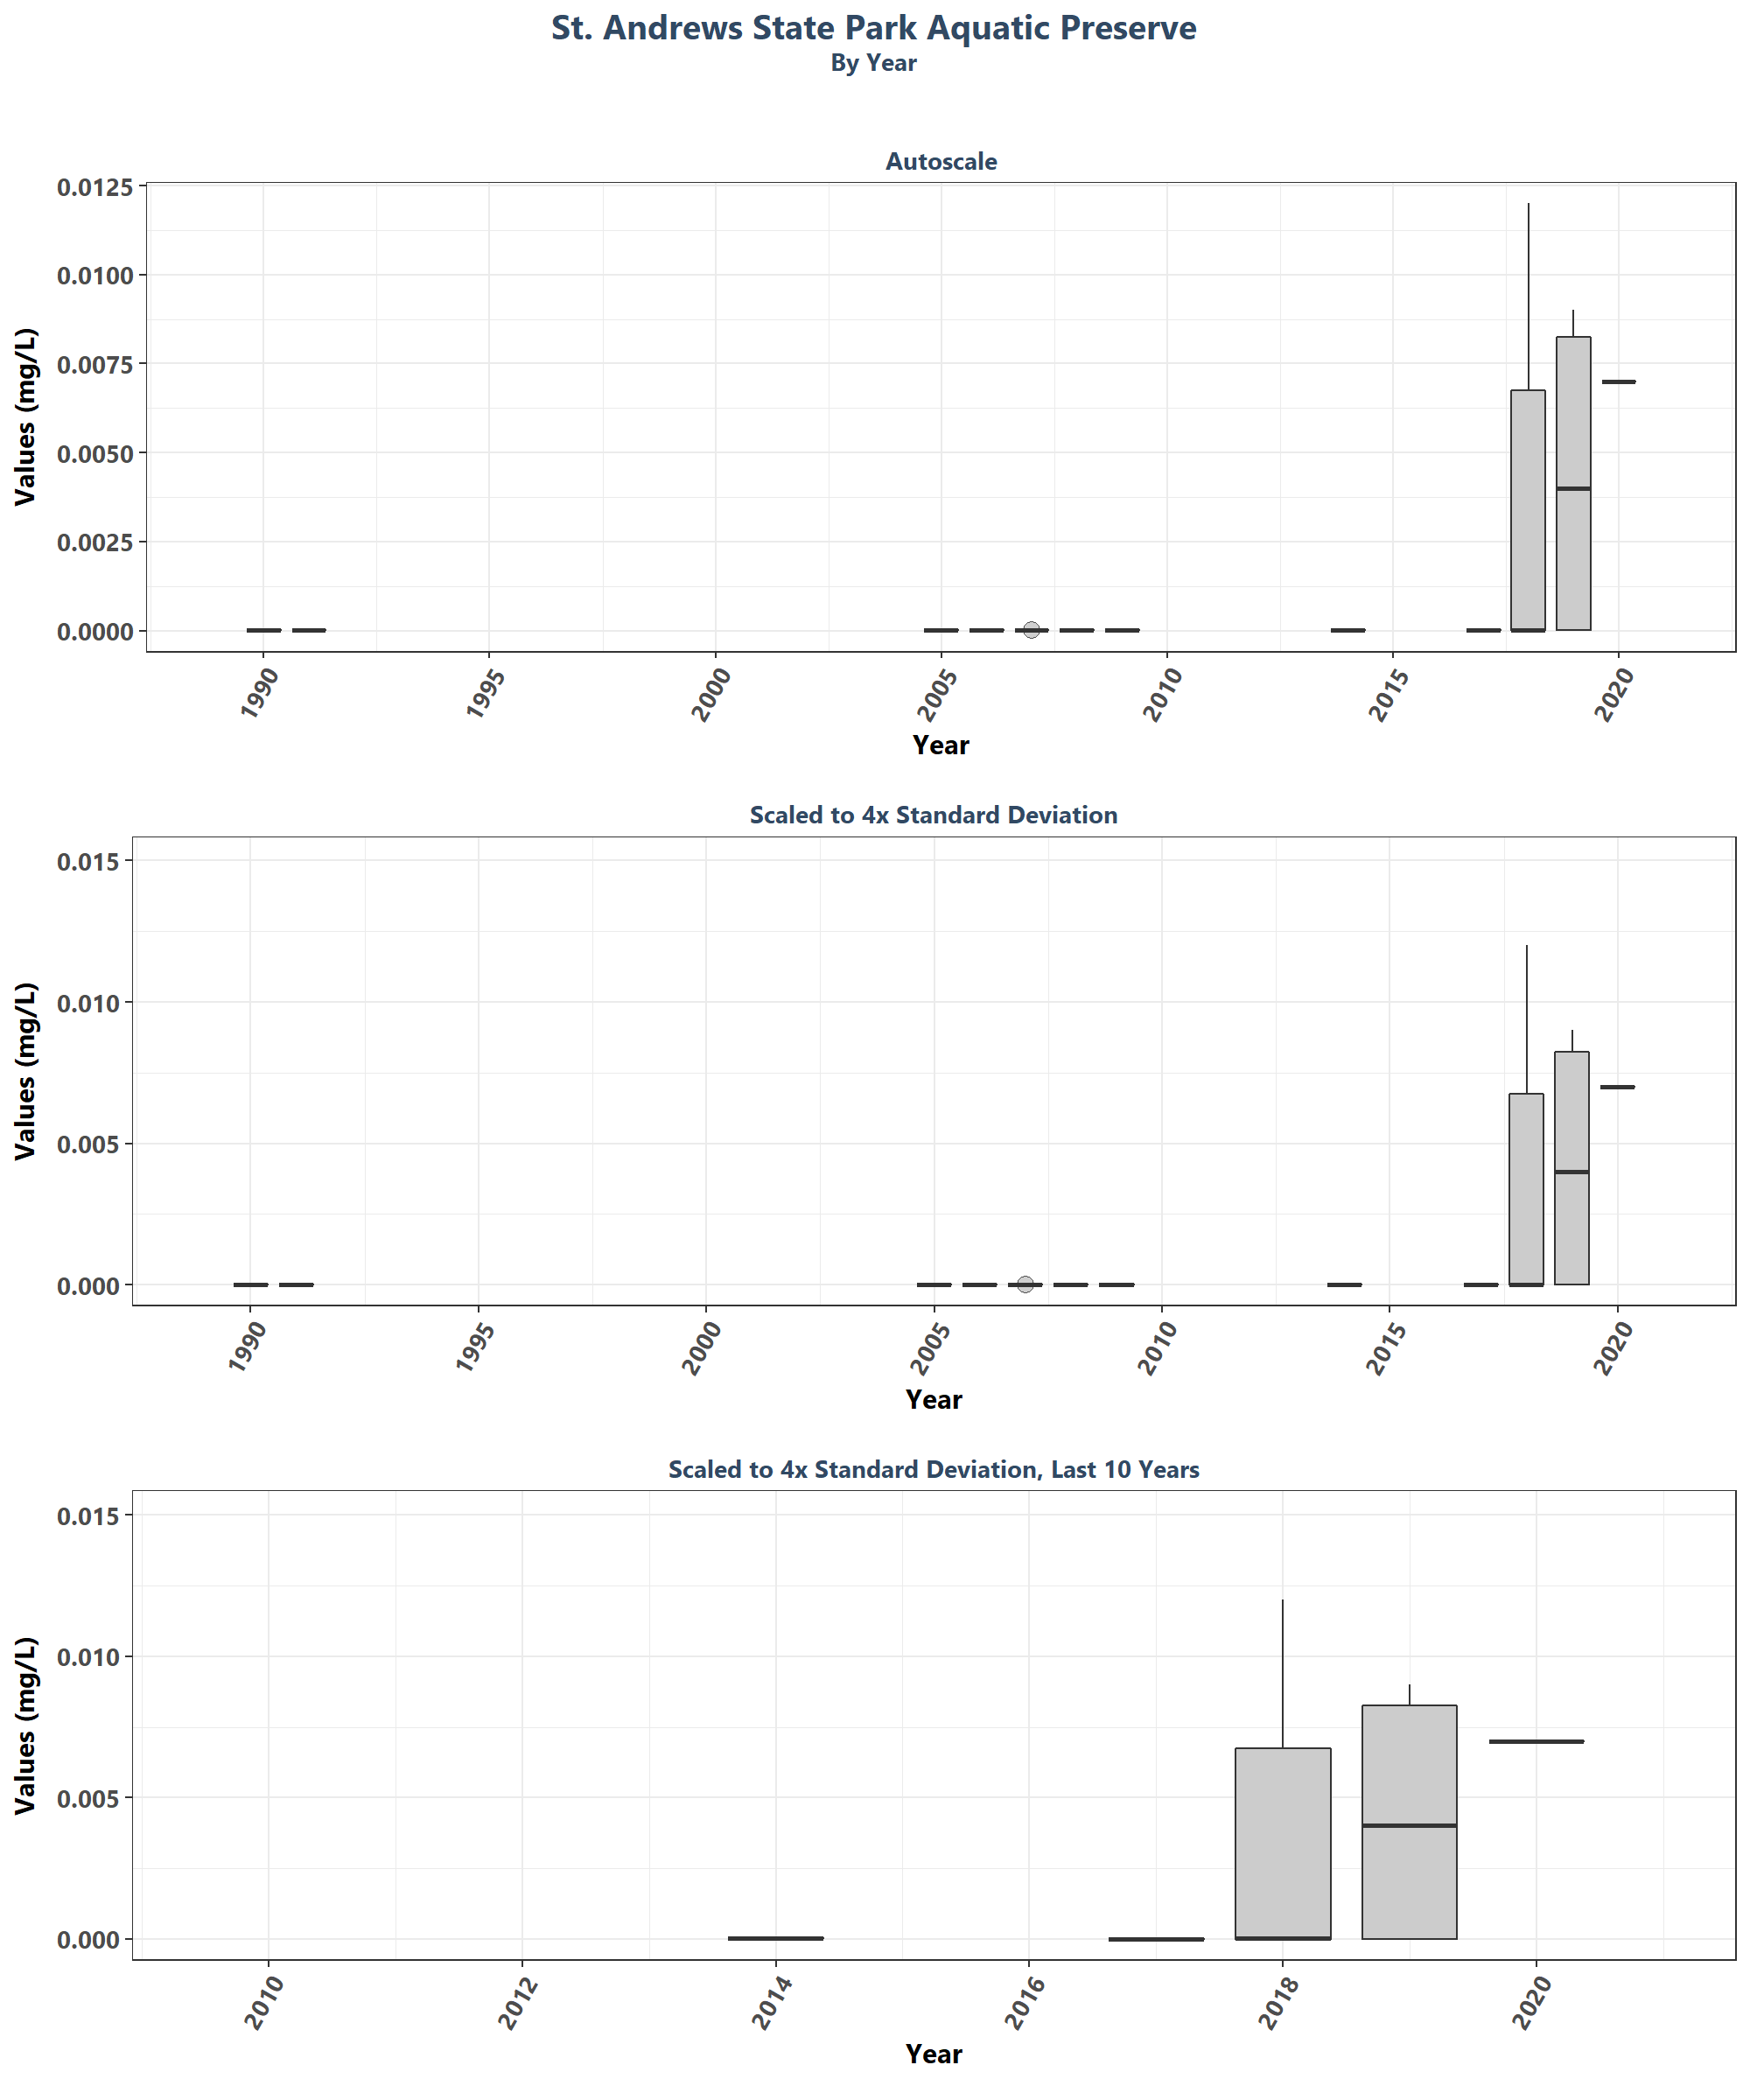 St. Andrews State Park Aquatic Preserve
By Year
Autoscale
Values (mg/L)
0.0125
0.0100
0.0075
0.0050
0.0025
0.0000
1990 1995 2000 2005 2010 2015 2020
Year
Scaled to 4x Standard Deviation
Values (mg/L)
0.015
0.010
0.005
0.000
1990 1995 2000 2005 2010 2015 2020
Year
Scaled to 4x Standard Deviation, Last 10 Years
Values (mg/L)
0.015
0.010
0.005
0.000
2010 2012 2014 2016 2018 2020
Year